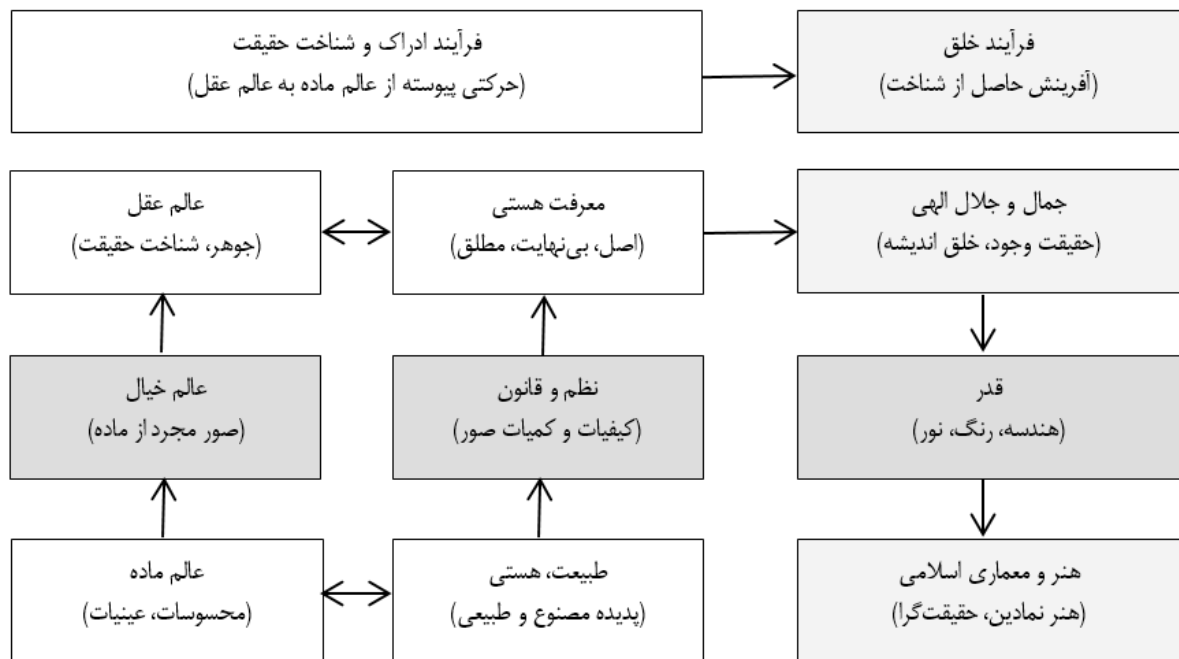 فرآیند خلق
(آفرینش حاصل از شناخت)
فرآیند ادراک و شناخت حقیقت
(حرکتی پیوسته از عالم ماده به عالم عقل)
جمال و جلال الهی
(حقیقت وجود، خلق اندیشه)
معرفت هستی
(اصل، بی‌نهایت، مطلق)
عالم عقل
(جوهر، شناخت حقیقت)
قدر
(هندسه، رنگ، نور)
نظم و قانون
(کیفیات و کمیات صور)
عالم خیال
(صور مجرد از ماده)
هنر و معماری اسلامی
(هنر نمادین، حقیقت‌گرا)
طبیعت، هستی
(پدیده مصنوع و طبیعی)
عالم ماده
(محسوسات، عینیات)